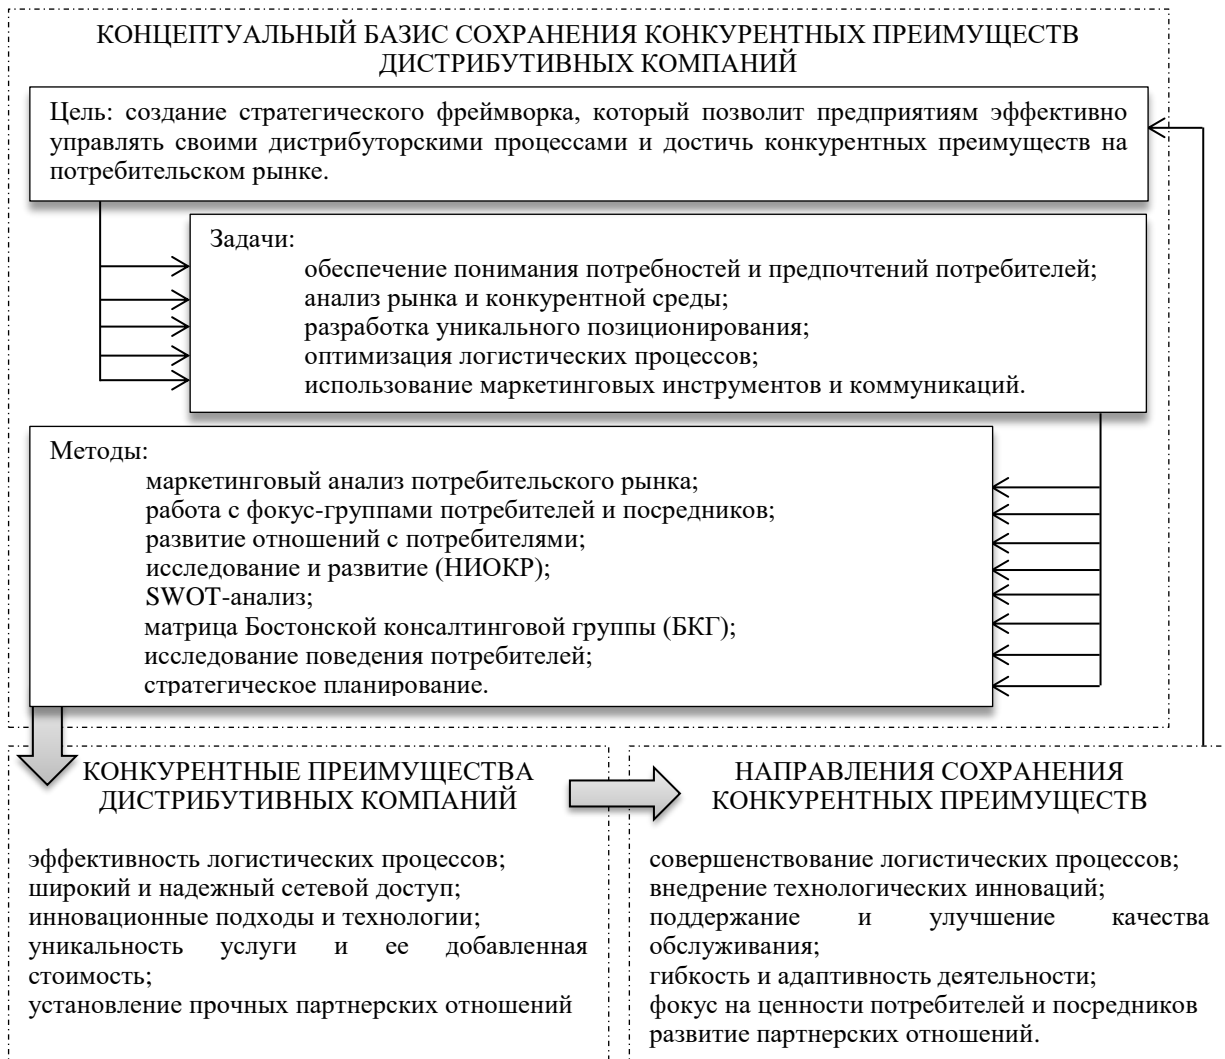 КОНЦЕПТУАЛЬНЫЙ БАЗИС СОХРАНЕНИЯ КОНКУРЕНТНЫХ ПРЕИМУЩЕСТВ
ДИСТРИБУТИВНЫХ КОМПАНИЙ
Цель: создание стратегического фреймворка, который позволит предприятиям эффективно
управлять своими дистрибуторскими процессами и достичь конкурентных преимуществ на
потребительском рынке.
Задачи:
обеспечение понимания потребностей и предпочтений потребителей;
анализ рынка и конкурентной среды;
разработка уникального позиционирования;
оптимизация логистических процессов;
использование маркетинговых инструментов и коммуникаций.
Методы:
маркетинговый анализ потребительского рынка;
работа с фокус-группами потребителей и посредников;
развитие отношений с потребителями;
исследование и развитие (НИОКР);
SWOT-анализ;
матрица Бостонской консалтинговой группы (БКГ);
исследование поведения потребителей;
стратегическое планирование.
КОНКУРЕНТНЫЕ ПРЕИМУЩЕСТВА
ДИСТРИБУТИВНЫХ КОМПАНИЙ
эффективность логистических процессов;
широкий и надежный сетевой доступ;
инновационные подходы и технологии;
уникальность услуги и ее добавленная
стоимость;
установление прочных партнерских отношений
НАПРАВЛЕНИЯ СОХРАНЕНИЯ
КОНКУРЕНТНЫХ ПРЕИМУЩЕСТВ
совершенствование логистических процессов;
внедрение технологических инноваций;
поддержание и улучшение качества
обслуживания;
гибкость и адаптивность деятельности;
фокус на ценности потребителей и посредников
развитие партнерских отношений.